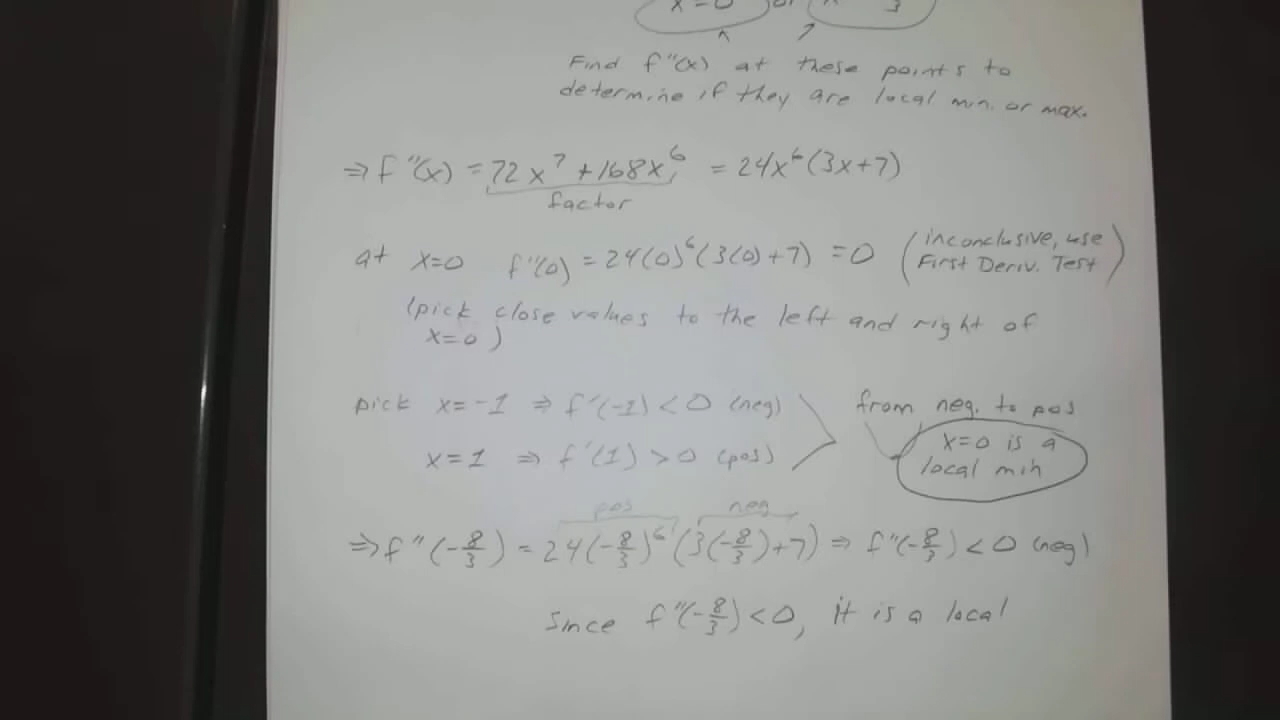 x=0 or
3
Find f"(x) at these points to
determine if they are local min. or max.
⇒ f"(x) = 72x⁷ + 168x⁶ = 24x⁶(3x+7)
factor
at x=0 f"(0) = 24(0)⁶(3(0)+7) = 0 (inconclusive, use
First Deriv. Test)
(pick close values to the left and right of
x=0)
pick x=-1 ⇒ f'(-1) < 0 (neg)
from neg. to pos
x=1 ⇒ f'(1) > 0 (pos)
x=0 is a
local min
pos neg
⇒ f"(-8/3) = 24(-8/3)⁶(3(-8/3)+7) ⇒ f"(-8/3) < 0 (neg)
Since f"(-8/3) < 0, it is a local